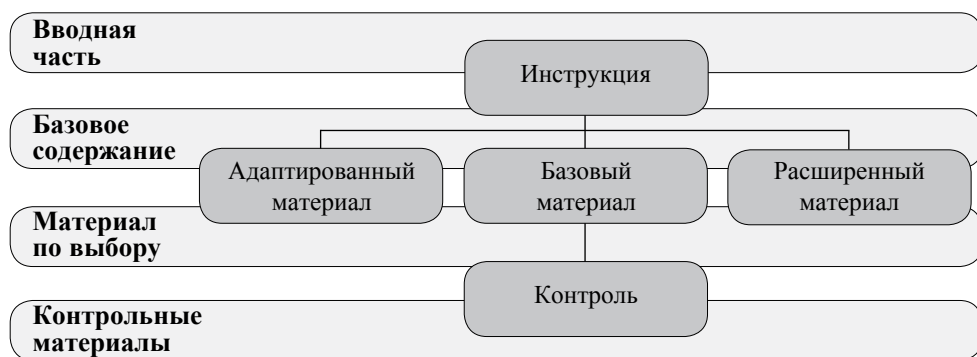 Вводная
часть
Инструкция
Базовое
содержание
Адаптированный
материал
Базовый
материал
Расширенный
материал
Материал
по выбору
Контроль
Контрольные
материалы